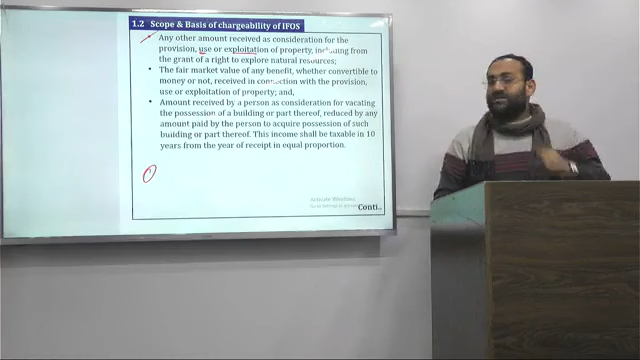 1.2 Scope & Basis of chargeability of IFOS
Any other amount received as consideration for the
provision, use or exploitation of property, including from
the grant of a right to explore natural resources;
• The fair market value of any benefit, whether convertible to
money or not, received in connection with the provision,
use or exploitation of property; and,
• Amount received by a person as consideration for vacating
the possession of a building or part thereof, reduced by any
amount paid by the person to acquire possession of such
building or part thereof. This income shall be taxable in 10
years from the year of receipt in equal proportion.
Activate Windows
Go to Settings to activate
Conti..